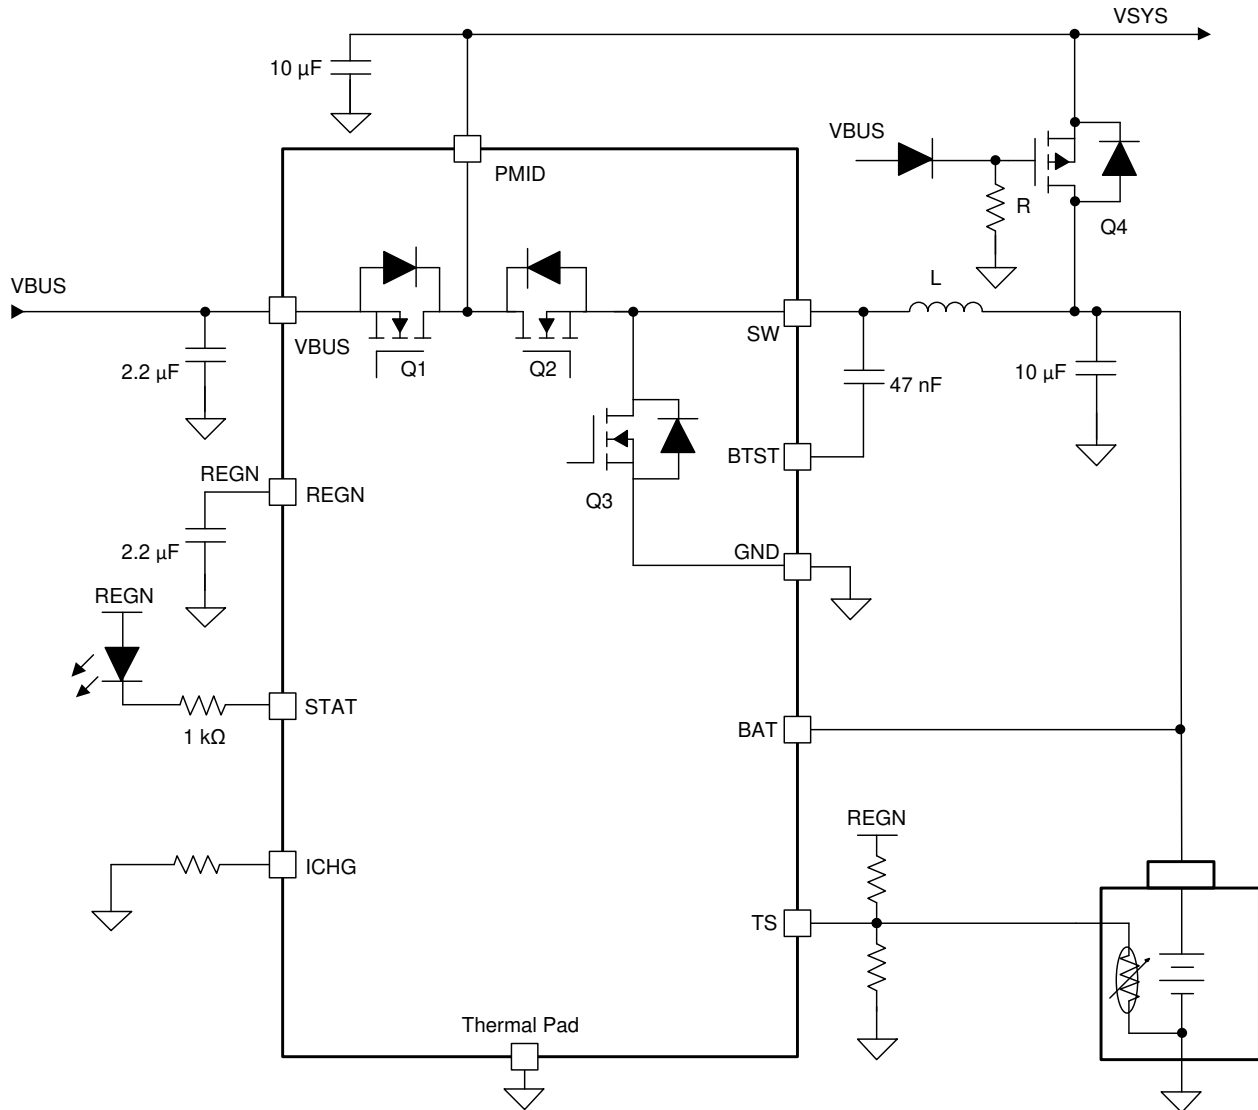 VSYS
10 µF
VBUS
PMID
R
Q4
VBUS
L
VBUS
SW
Q1
Q2
2.2 µF
10 µF
47 nF
BTST
REGN
REGN
Q3
2.2 µF
GND
REGN
STAT
1 kΩ
BAT
REGN
ICHG
TS
Thermal Pad